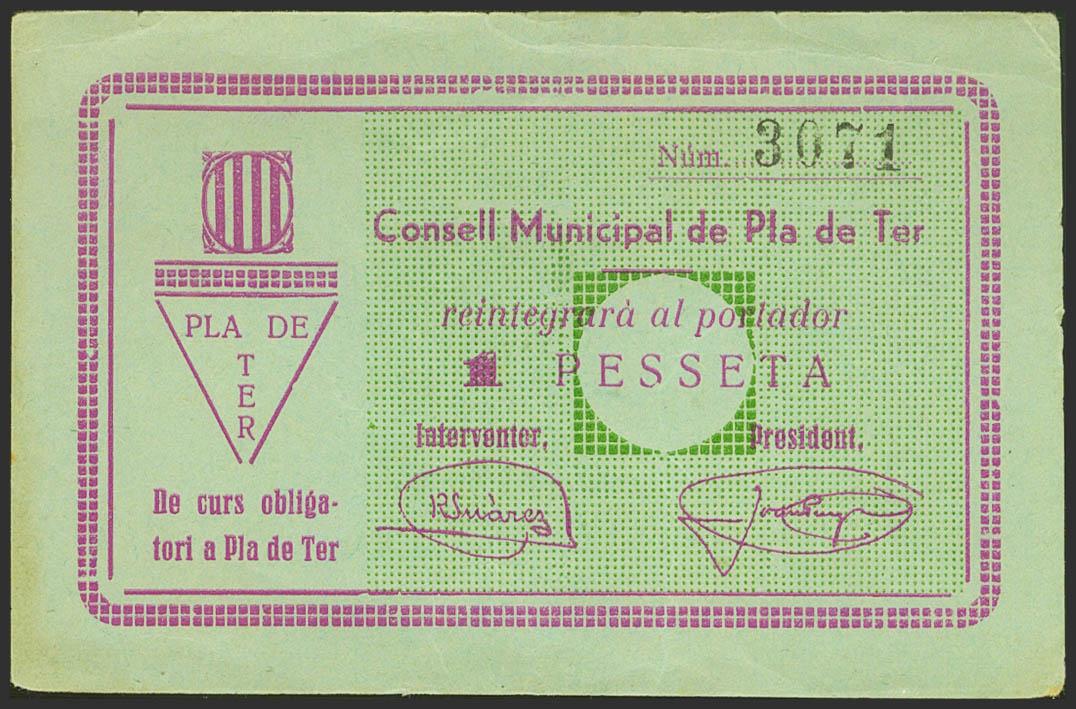 Núm. 3071
Consell Municipal de Pla de Ter
reintegrarà al portador
1 PESSETA
Interventor,
President,
R Suàrez
PLA DE
TER
De curs obliga-
tori a Pla de Ter